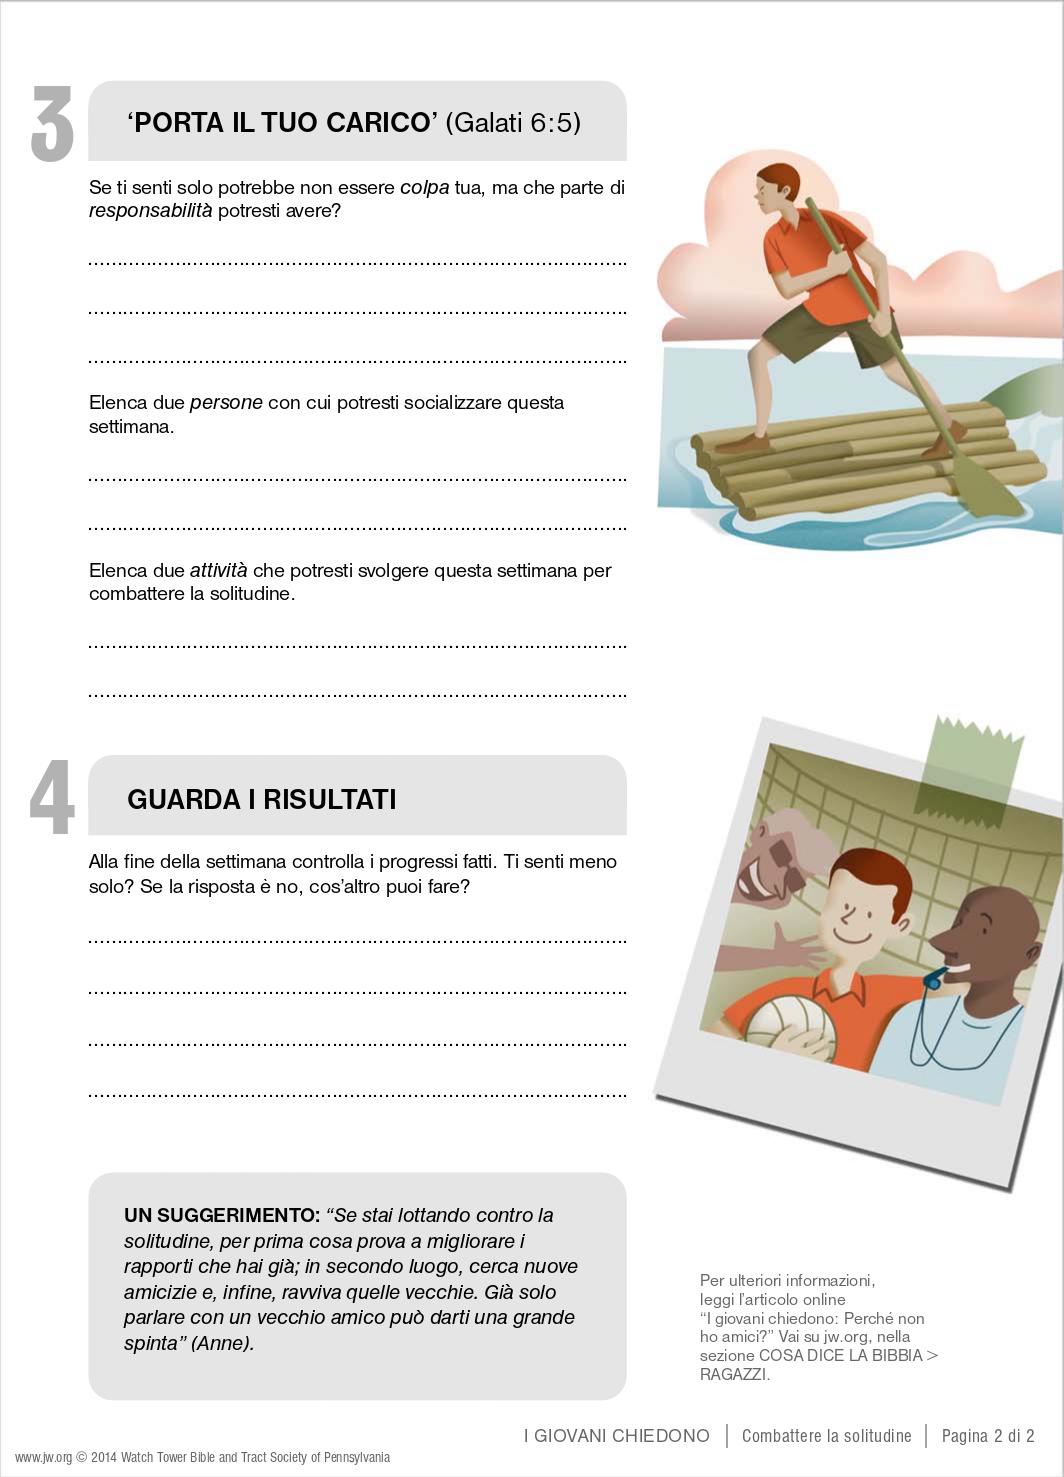 3
‘PORTA IL TUO CARICO’ (Galati 6:5)
Se ti senti solo potrebbe non essere colpa tua, ma che parte di
responsabilità potresti avere?
Elenca due persone con cui potresti socializzare questa
settimana.
Elenca due attività che potresti svolgere questa settimana per
combattere la solitudine.
4
GUARDA I RISULTATI
Alla fine della settimana controlla i progressi fatti. Ti senti meno
solo? Se la risposta è no, cos’altro puoi fare?
UN SUGGERIMENTO: “Se stai lottando contro la
solitudine, per prima cosa prova a migliorare i
rapporti che hai già; in secondo luogo, cerca nuove
amicizie e, infine, ravviva quelle vecchie. Già solo
parlare con un vecchio amico può darti una grande
spinta” (Anne).
Per ulteriori informazioni,
leggi l’articolo online
“I giovani chiedono: Perché non
ho amici?” Vai su jw.org, nella
sezione COSA DICE LA BIBBIA >
RAGAZZI.
I GIOVANI CHIEDONO | Combattere la solitudine | Pagina 2 di 2
www.jw.org © 2014 Watch Tower Bible and Tract Society of Pennsylvania